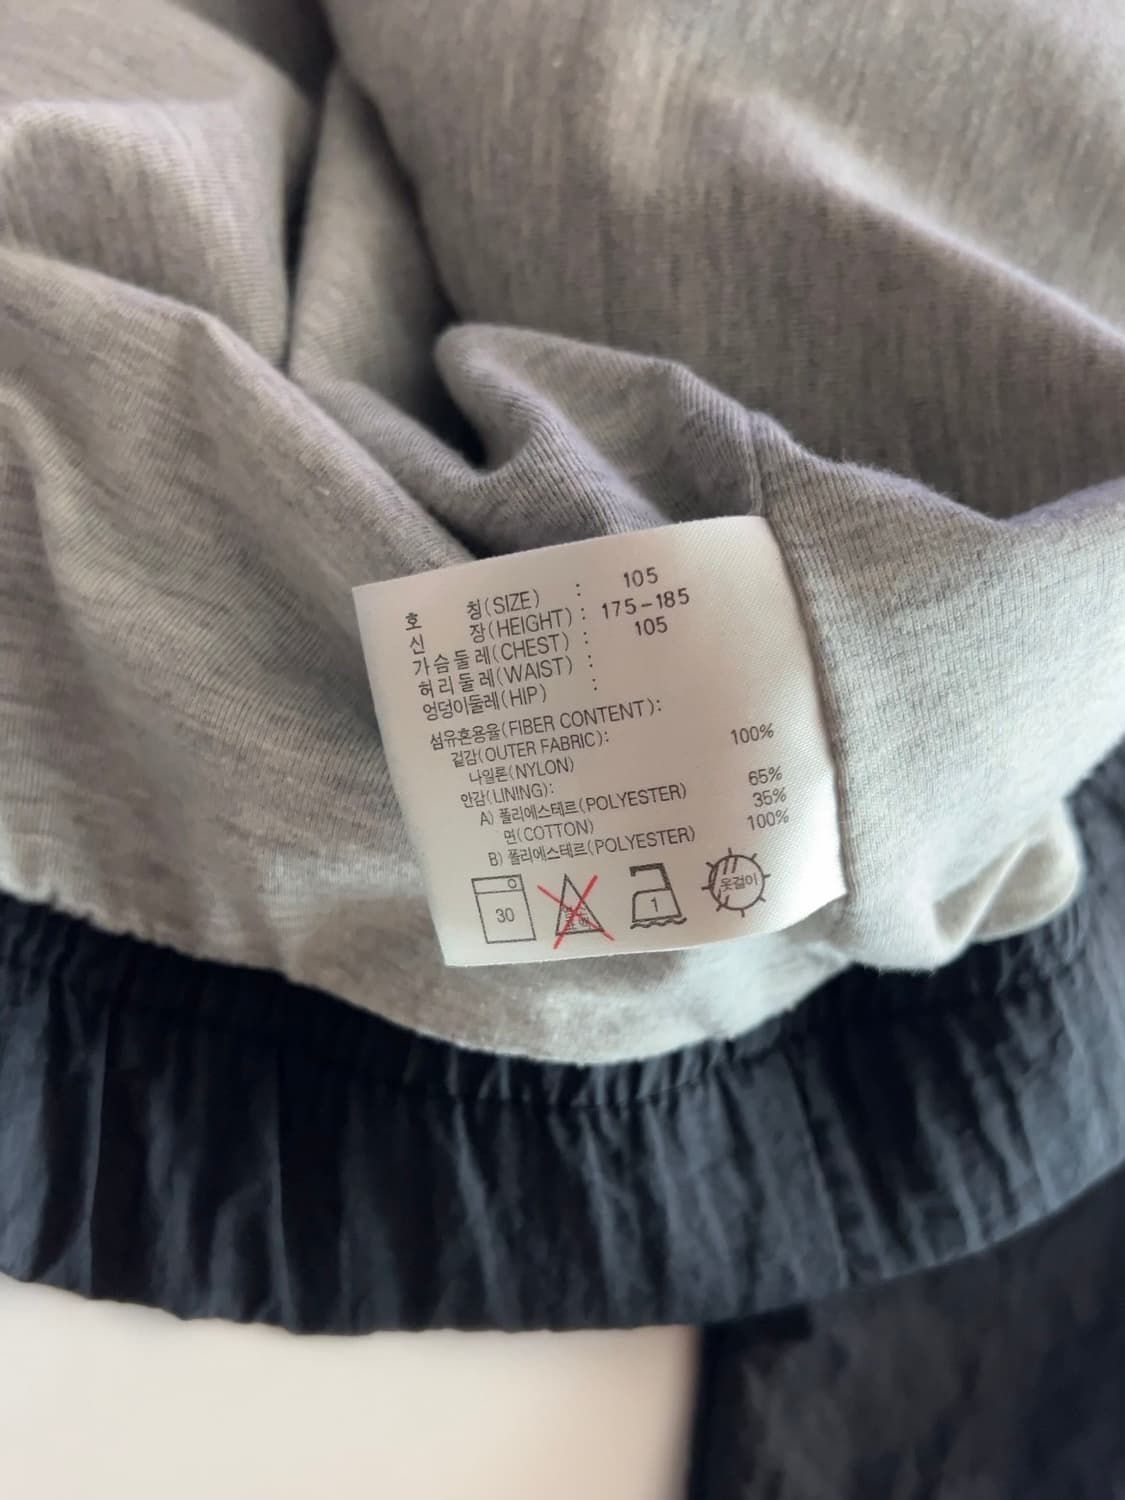 호 칭(SIZE) : 105
신 장(HEIGHT) : 175-185
가슴둘레(CHEST) : 105
허리둘레(WAIST) :
엉덩이둘레(HIP) :
섬유혼용율(FIBER CONTENT):
겉감(OUTER FABRIC):
나일론(NYLON) 100%
안감(LINING):
A) 폴리에스테르(POLYESTER) 65%
면(COTTON) 35%
B) 폴리에스테르(POLYESTER) 100%
30 1 옷걸이